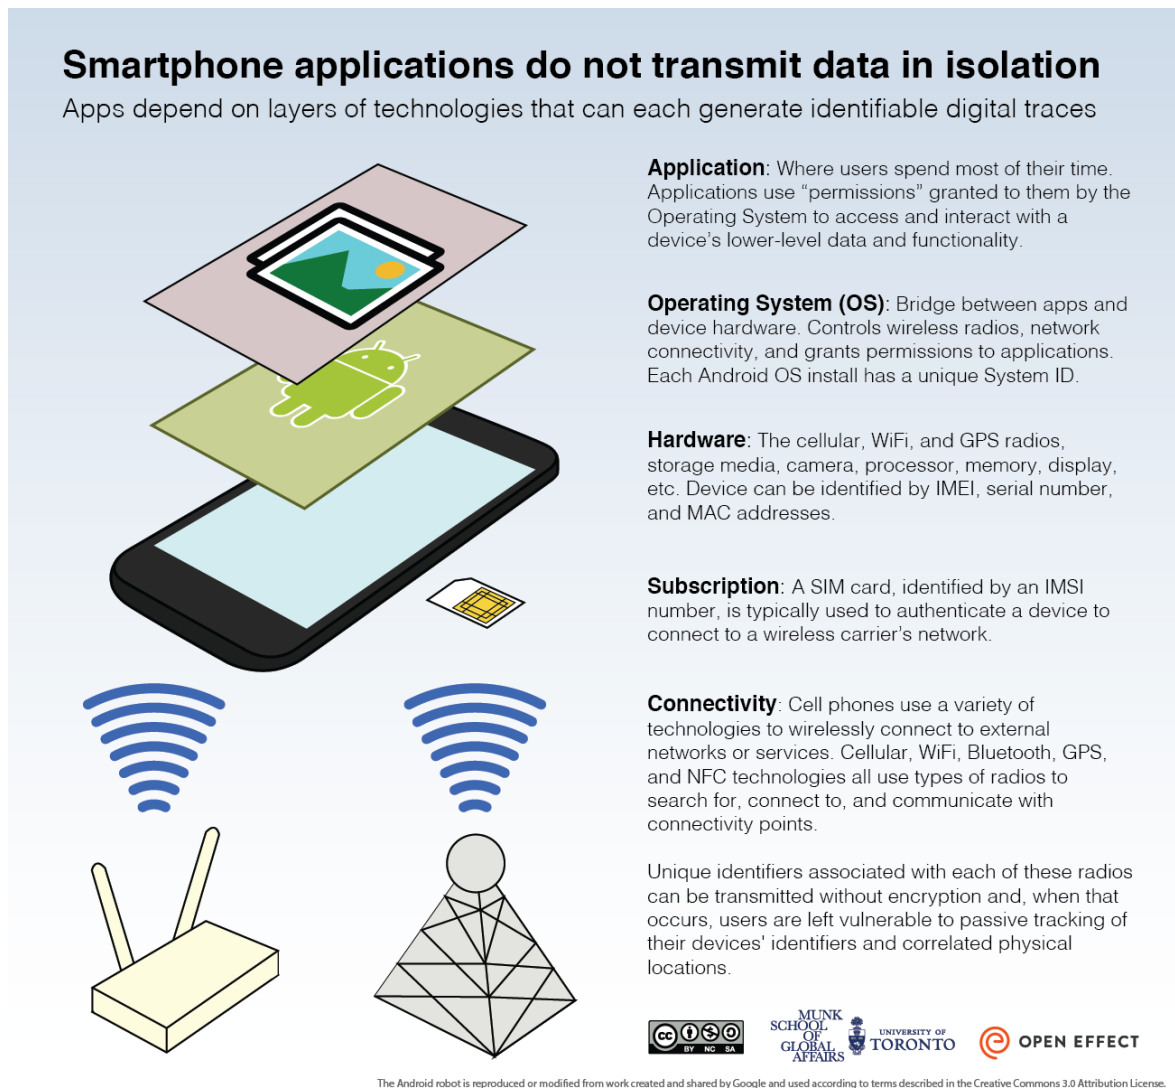 Smartphone applications do not transmit data in isolation
Apps depend on layers of technologies that can each generate identifiable digital traces
Application: Where users spend most of their time.
Applications use “permissions” granted to them by the
Operating System to access and interact with a
device’s lower-level data and functionality.
Operating System (OS): Bridge between apps and
device hardware. Controls wireless radios, network
connectivity, and grants permissions to applications.
Each Android OS install has a unique System ID.
Hardware: The cellular, WiFi, and GPS radios,
storage media, camera, processor, memory, display,
etc. Device can be identified by IMEI, serial number,
and MAC addresses.
Subscription: A SIM card, identified by an IMSI
number, is typically used to authenticate a device to
connect to a wireless carrier’s network.
Connectivity: Cell phones use a variety of
technologies to wirelessly connect to external
networks or services. Cellular, WiFi, Bluetooth, GPS,
and NFC technologies all use types of radios to
search for, connect to, and communicate with
connectivity points.
Unique identifiers associated with each of these radios
can be transmitted without encryption and, when that
occurs, users are left vulnerable to passive tracking of
their devices' identifiers and correlated physical
locations.
cc
BY NC SA
MUNK
SCHOOL
OF
GLOBAL
AFFAIRS
UNIVERSITY OF
TORONTO
OPEN EFFECT
The Android robot is reproduced or modified from work created and shared by Google and used according to terms described in the Creative Commons 3.0 Attribution License.